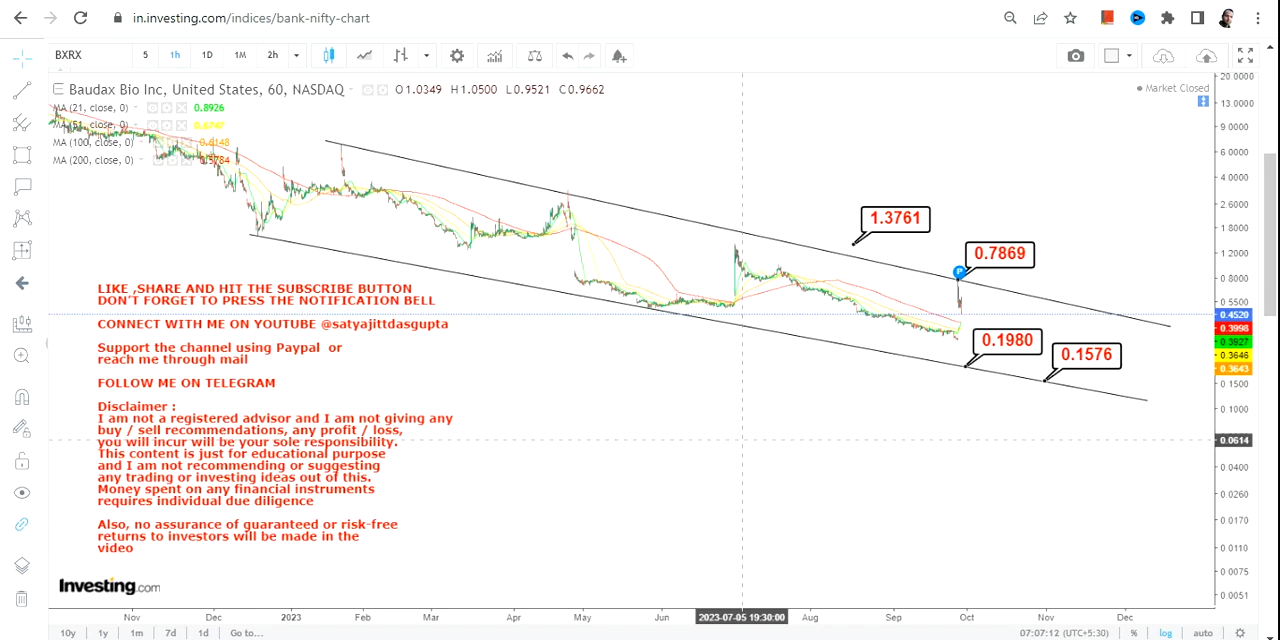 in.investing.com/indices/bank-nifty-chart
BXRX 5 1h 1D 1M 2h
Baudax Bio Inc, United States, 60, NASDAQ O1.0349 H1.0500 L0.9521 C0.9662
Market Closed
MA (21, close, 0) 0.8926
MA (51, close, 0)
MA (100, close, 0) 0.6148
MA (200, close, 0) 0.5784
20.0000
13.0000
9.0000
6.0000
4.0000
2.6000
1.8000
1.2000
0.8000
0.5500
0.4520
0.3998
0.3927
0.3646
0.3643
0.1500
0.1000
0.0614
0.0400
0.0260
0.0170
0.0110
0.0075
0.0051
1.3761
P
0.7869
0.1980
0.1576
LIKE ,SHARE AND HIT THE SUBSCRIBE BUTTON
DON'T FORGET TO PRESS THE NOTIFICATION BELL
CONNECT WITH ME ON YOUTUBE @satyajittdasgupta
Support the channel using Paypal or
reach me through mail
FOLLOW ME ON TELEGRAM
Disclaimer :
I am not a registered advisor and I am not giving any
buy / sell recommendations, any profit / loss,
you will incur will be your sole responsibility.
This content is just for educational purpose
and I am not recommending or suggesting
any trading or investing ideas out of this.
Money spent on any financial instruments
requires individual due diligence
Also, no assurance of guaranteed or risk-free
returns to investors will be made in the
video
Investing.com
Nov Dec 2023 Feb Mar Apr May Jun 2023-07-05 19:30:00 Aug Sep Oct Nov Dec
10y 1y 1m 7d 1d Go to... 07:07:12 (UTC+5:30) % log auto